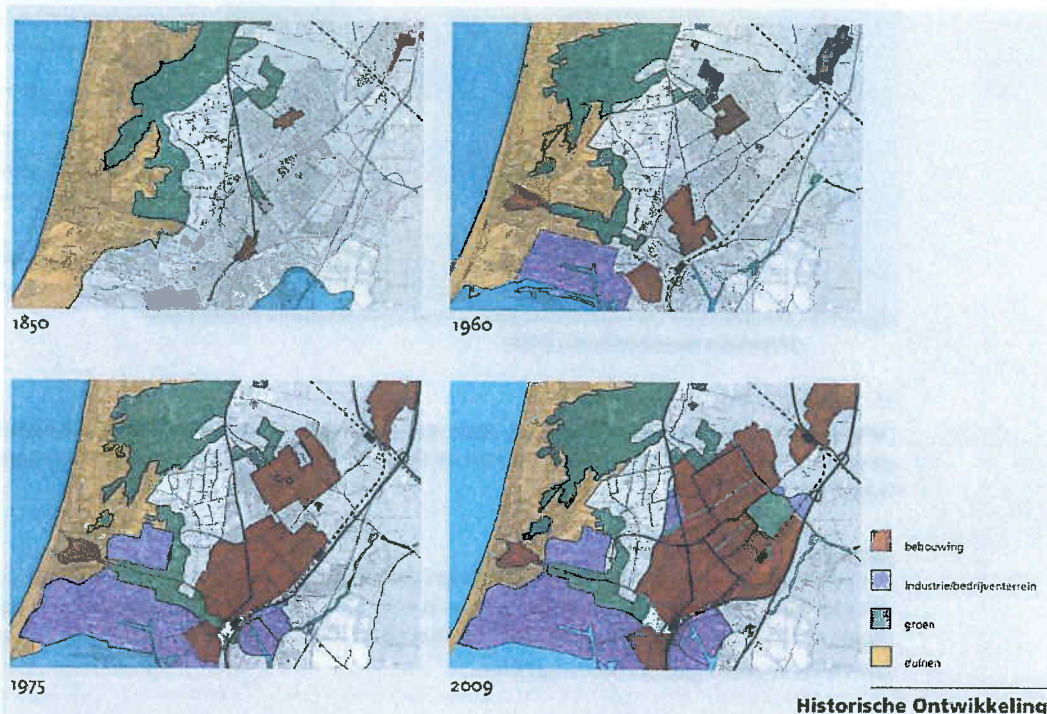 1850
1960
1975
2009
bebouwing
industrie/bedrijventerrein
groen
duinen
Historische Ontwikkeling